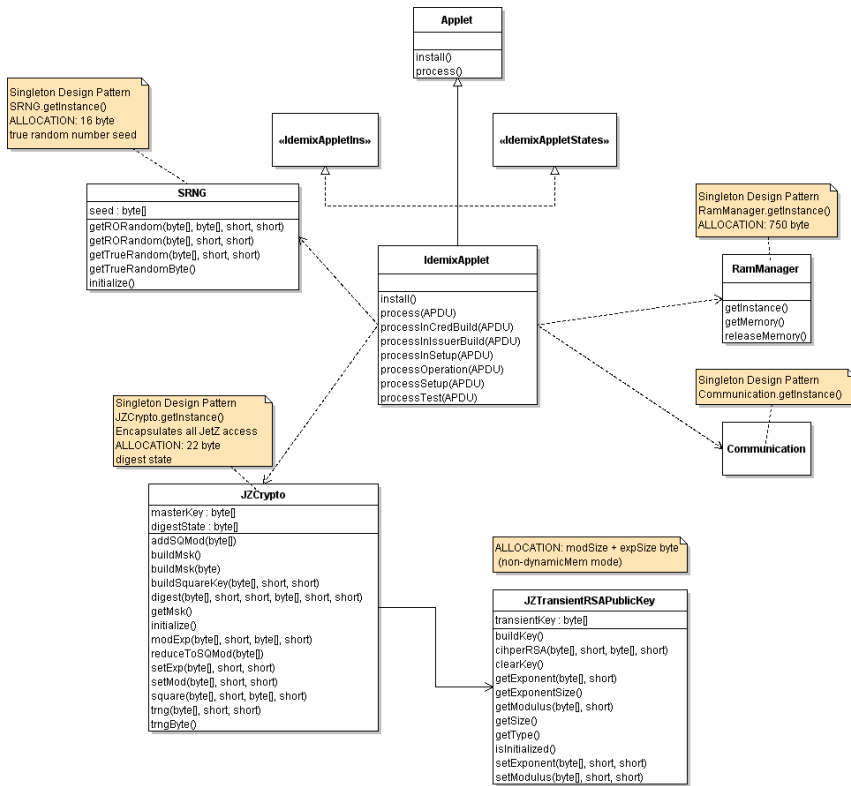 Applet
install()
process()
Singleton Design Pattern
SRNG.getInstance()
ALLOCATION: 16 byte
true random number seed
«IdemixAppletIns»
«IdemixAppletStates»
SRNG
seed : byte[]
getRORandom(byte[], byte[], short, short)
getRORandom(byte[], short, short)
getTrueRandom(byte[], short, short)
getTrueRandomByte()
initialize()
Singleton Design Pattern
RamManager.getInstance()
ALLOCATION: 750 byte
IdemixApplet
install()
process(APDU)
processInCredBuild(APDU)
processInIssuerBuild(APDU)
processInSetup(APDU)
processOperation(APDU)
processSetup(APDU)
processTest(APDU)
RamManager
getInstance()
getMemory()
releaseMemory()
Singleton Design Pattern
Communication.getInstance()
Communication
Singleton Design Pattern
JZCrypto.getInstance()
Encapsulates all JetZ access
ALLOCATION: 22 byte
digest state
JZCrypto
masterKey : byte[]
digestState : byte[]
addSQMod(byte[])
buildMsk()
buildMsk(byte)
buildSquareKey(byte[], short, short)
digest(byte[], short, short, byte[], short, short)
getMsk()
initialize()
modExp(byte[], short, byte[], short)
reduceToSQMod(byte[])
setExp(byte[], short, short)
setMod(byte[], short, short)
square(byte[], short, byte[], short)
trng(byte[], short, short)
trngByte()
ALLOCATION: modSize + expSize byte
(non-dynamicMem mode)
JZTransientRSAPublicKey
transientKey : byte[]
buildKey()
cihperRSA(byte[], short, byte[], short)
clearKey()
getExponent(byte[], short)
getExponentSize()
getModulus(byte[], short)
getSize()
getType()
isInitialized()
setExponent(byte[], short, short)
setModulus(byte[], short, short)